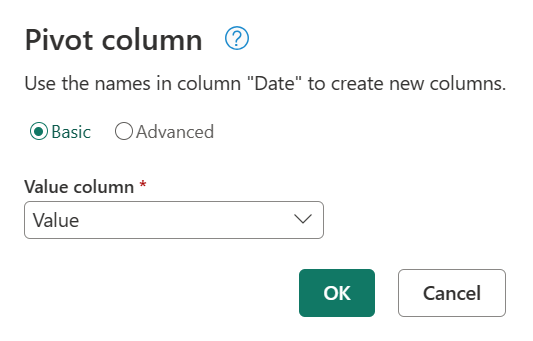 Pivot column ?
Use the names in column "Date" to create new columns.
Basic Advanced
Value column *
Value
OK Cancel